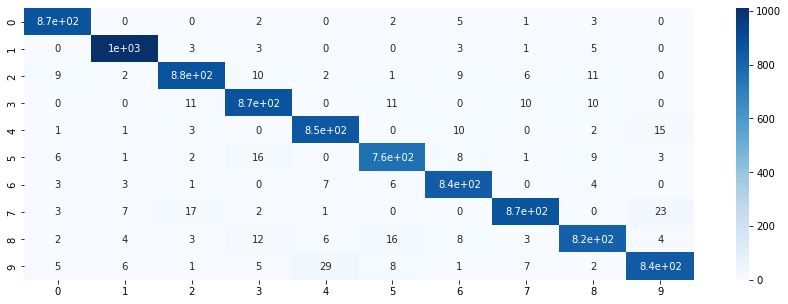 0 8.7e+02 0 0 2 0 2 5 1 3 0
1 0 1e+03 3 3 0 0 3 1 5 0
2 9 2 8.8e+02 10 2 1 9 6 11 0
3 0 0 11 8.7e+02 0 11 0 10 10 0
4 1 1 3 0 8.5e+02 0 10 0 2 15
5 6 1 2 16 0 7.6e+02 8 1 9 3
6 3 3 1 0 7 6 8.4e+02 0 4 0
7 3 7 17 2 1 0 0 8.7e+02 0 23
8 2 4 3 12 6 16 8 3 8.2e+02 4
9 5 6 1 5 29 8 1 7 2 8.4e+02
0 1 2 3 4 5 6 7 8 9
1000
800
600
400
200
0